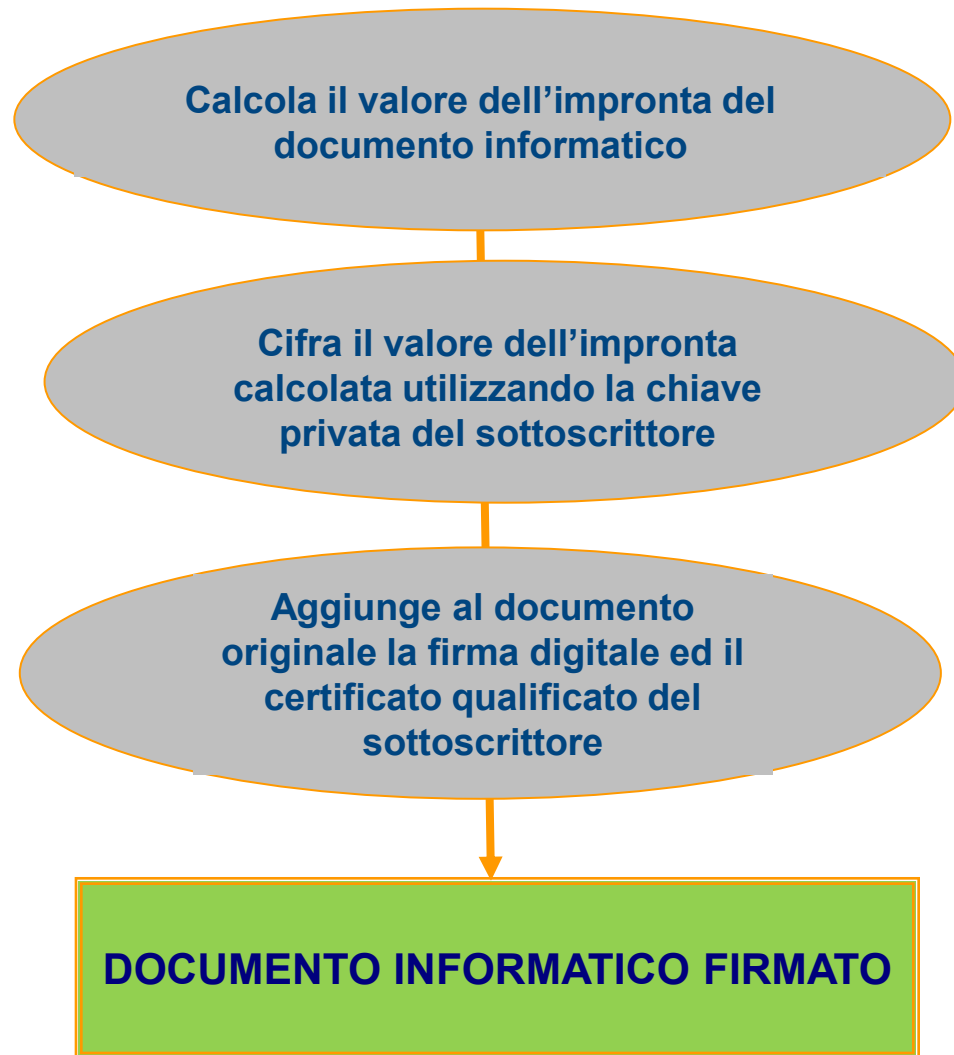 Calcola il valore dell’impronta del
documento informatico
Cifra il valore dell’impronta
calcolata utilizzando la chiave
privata del sottoscrittore
Aggiunge al documento
originale la firma digitale ed il
certificato qualificato del
sottoscrittore
DOCUMENTO INFORMATICO FIRMATO